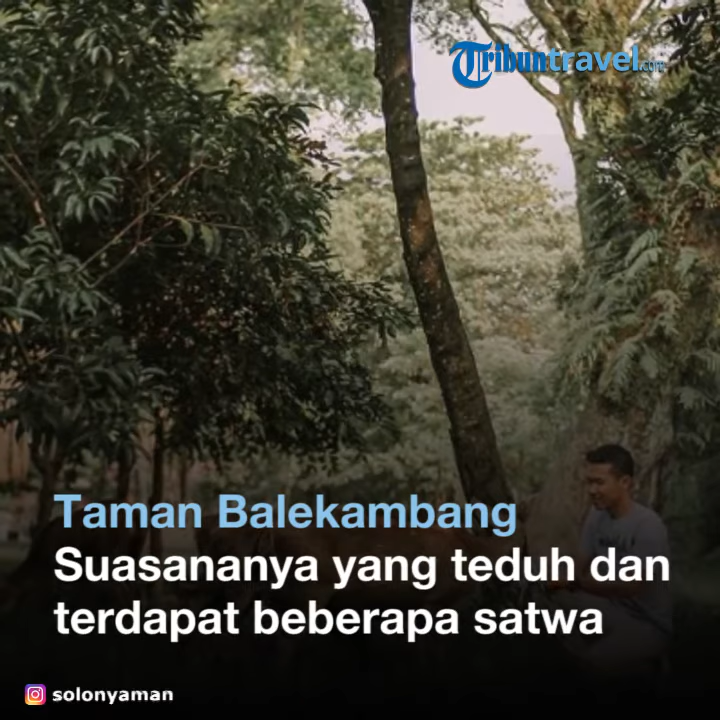 Tribuntravel.com
Taman Balekambang
Suasananya yang teduh dan
terdapat beberapa satwa
solonyaman